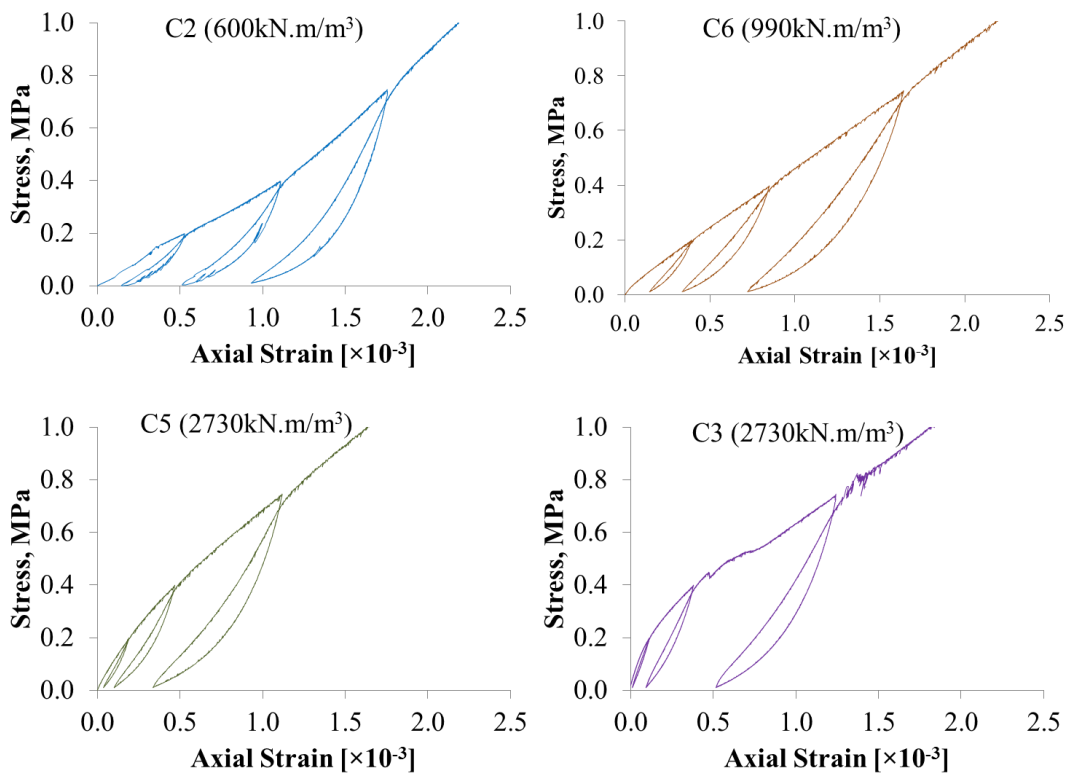 C2 (600kN.m/m³)
Stress, MPa
1.0
0.8
0.6
0.4
0.2
0.0
0.0 0.5 1.0 1.5 2.0 2.5
Axial Strain [×10⁻³]
C6 (990kN.m/m³)
Stress, MPa
1.0
0.8
0.6
0.4
0.2
0.0
0.0 0.5 1.0 1.5 2.0 2.5
Axial Strain [×10⁻³]
C5 (2730kN.m/m³)
Stress, MPa
1.0
0.8
0.6
0.4
0.2
0.0
0.0 0.5 1.0 1.5 2.0 2.5
Axial Strain [×10⁻³]
C3 (2730kN.m/m³)
Stress, MPa
1.0
0.8
0.6
0.4
0.2
0.0
0.0 0.5 1.0 1.5 2.0 2.5
Axial Strain [×10⁻³]